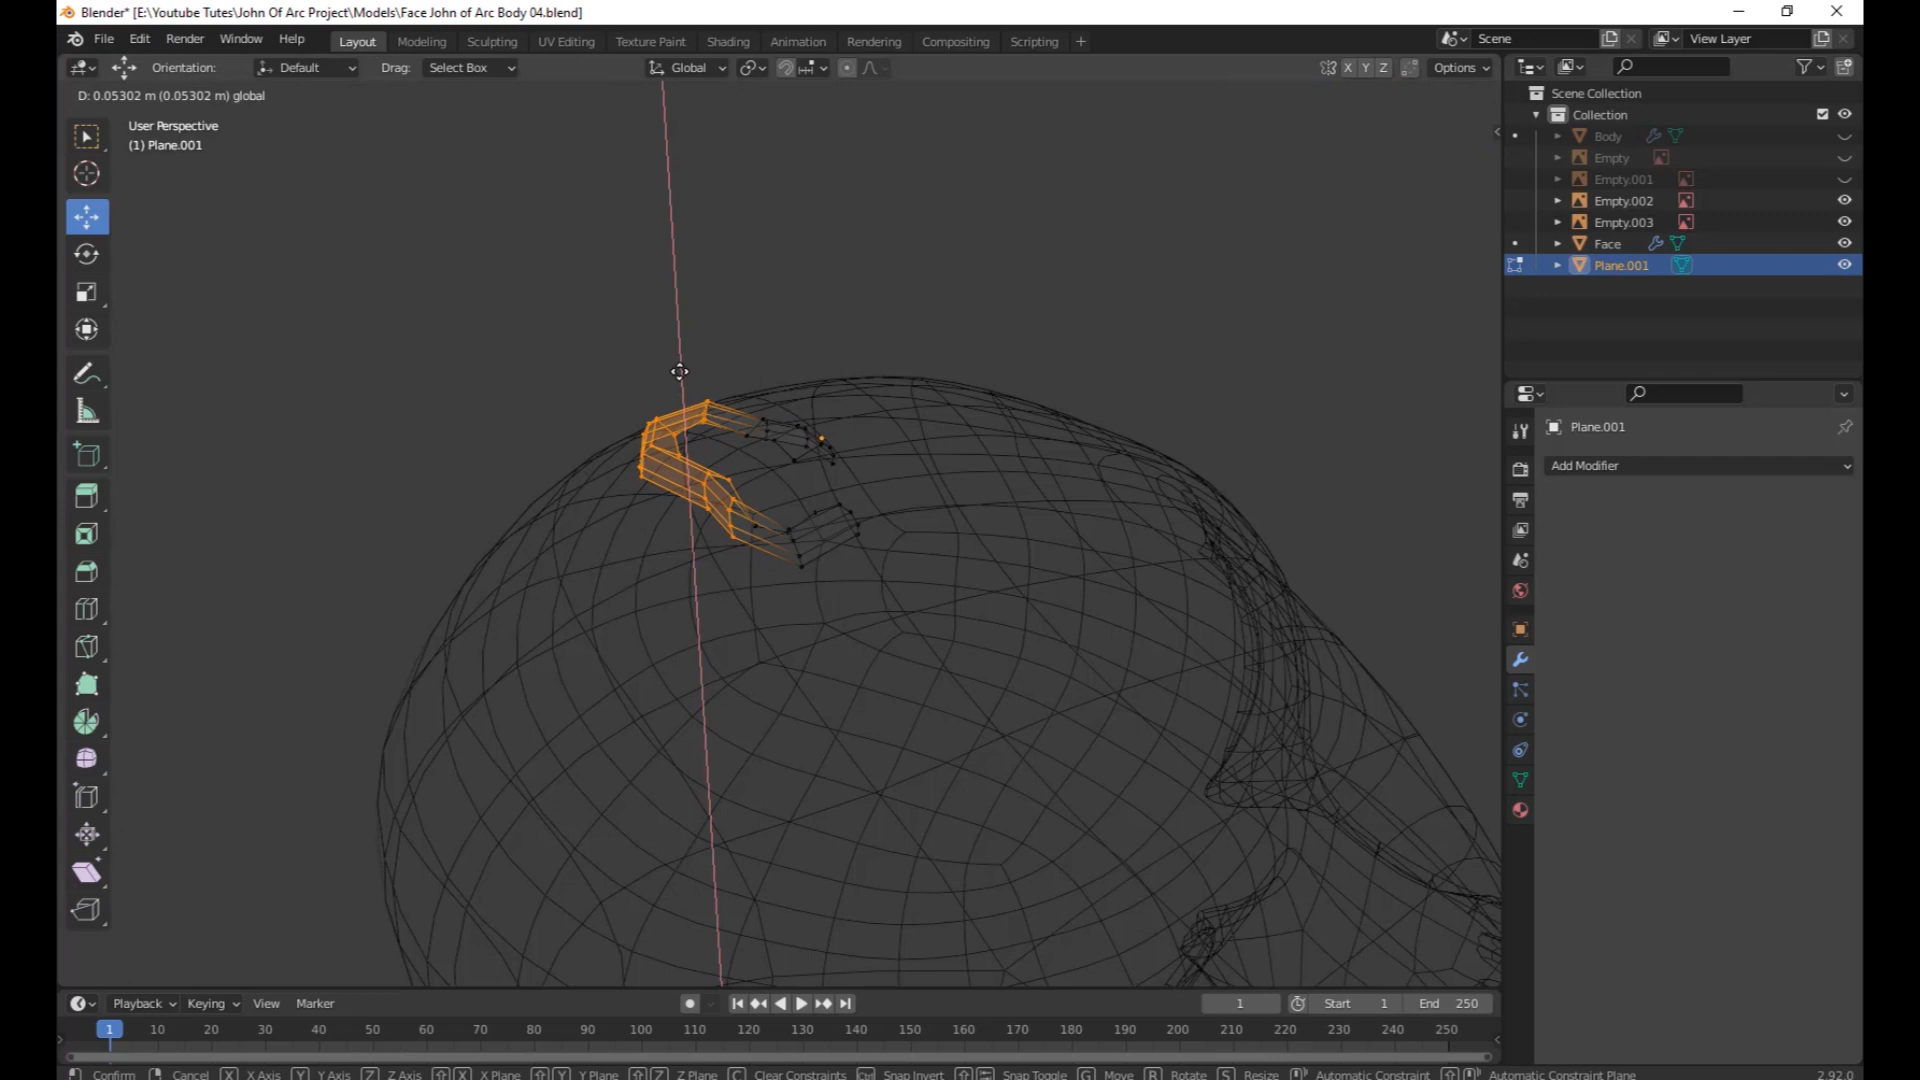 Blender* [E:\Youtube Tutes\John Of Arc Project\Models\Face John of Arc Body 04.blend]
File Edit Render Window Help Layout Modeling Sculpting UV Editing Texture Paint Shading Animation Rendering Compositing Scripting + Scene View Layer
Orientation: Default Drag: Select Box Global X Y Z Options
D: 0.05302 m (0.05302 m) global
User Perspective
(1) Plane.001
Scene Collection
Collection
Body
Empty
Empty.001
Empty.002
Empty.003
Face
Plane.001
Plane.001
Add Modifier
Playback Keying View Marker 1 Start 1 End 250
1 10 20 30 40 50 60 70 80 90 100 110 120 130 140 150 160 170 180 190 200 210 220 230 240 250
Confirm Cancel X X Axis Y Y Axis Z Z Axis X X Plane Y Y Plane Z Z Plane C Clear Constraints Ctrl Snap Invert Snap Toggle G Move R Rotate S Resize Automatic Constraint Automatic Constraint Plane 2.92.0